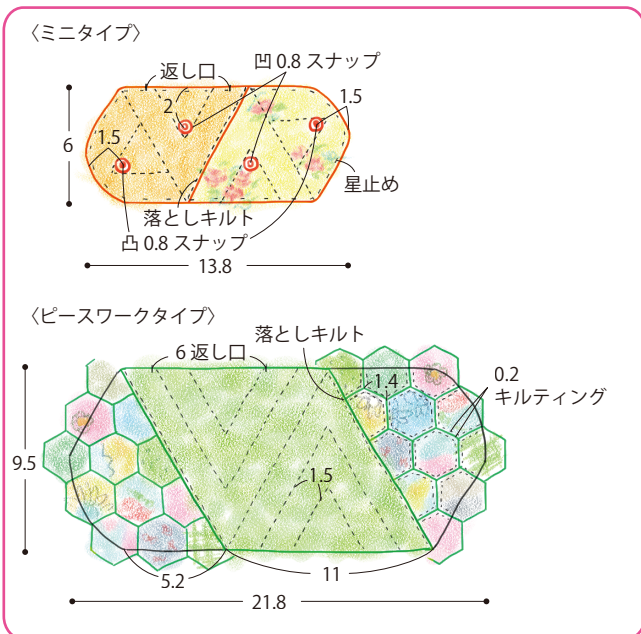 〈ミニタイプ〉
凹 0.8 スナップ
返し口
2
1.5
1.5
6
星止め
落としキルト
凸 0.8 スナップ
13.8
〈ピースワークタイプ〉
落としキルト
6 返し口
0.2
キルティング
1.4
9.5
1.5
5.2
11
21.8